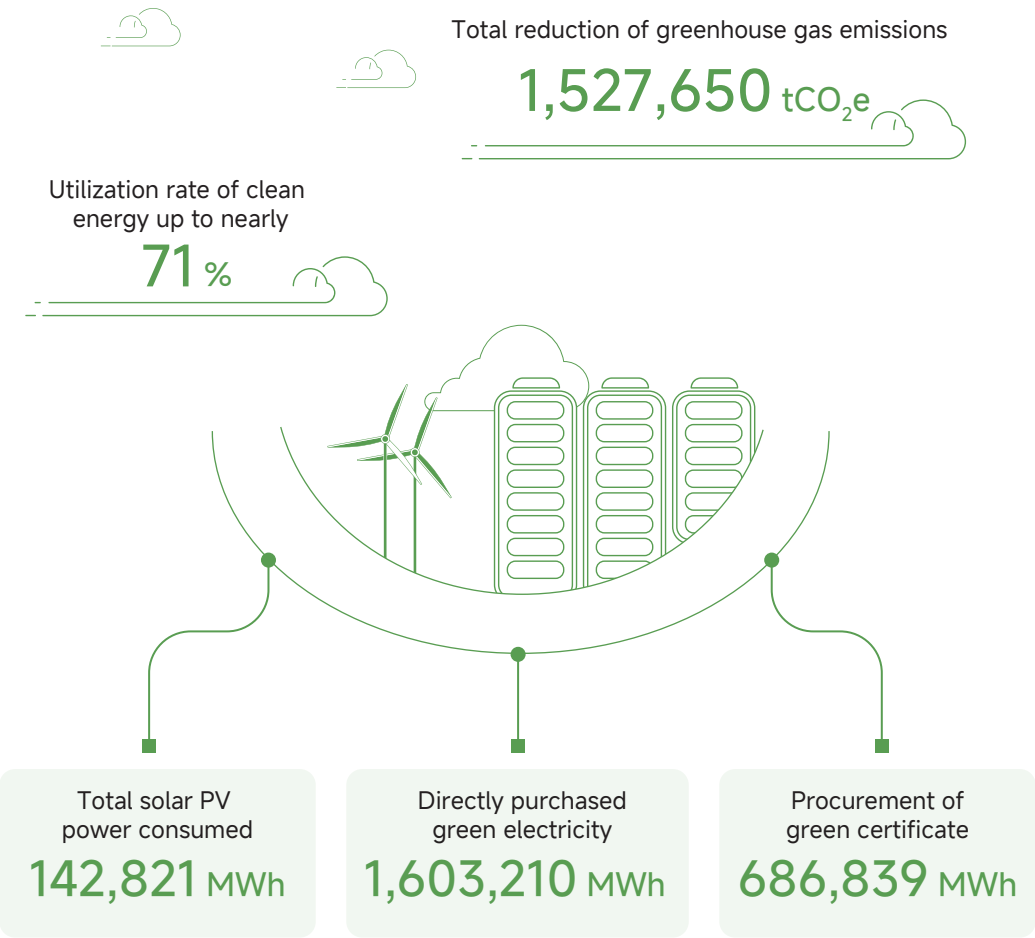 Total reduction of greenhouse gas emissions
1,527,650 tCO₂e
Utilization rate of clean
energy up to nearly
71 %
Total solar PV
power consumed
142,821 MWh
Directly purchased
green electricity
1,603,210 MWh
Procurement of
green certificate
686,839 MWh